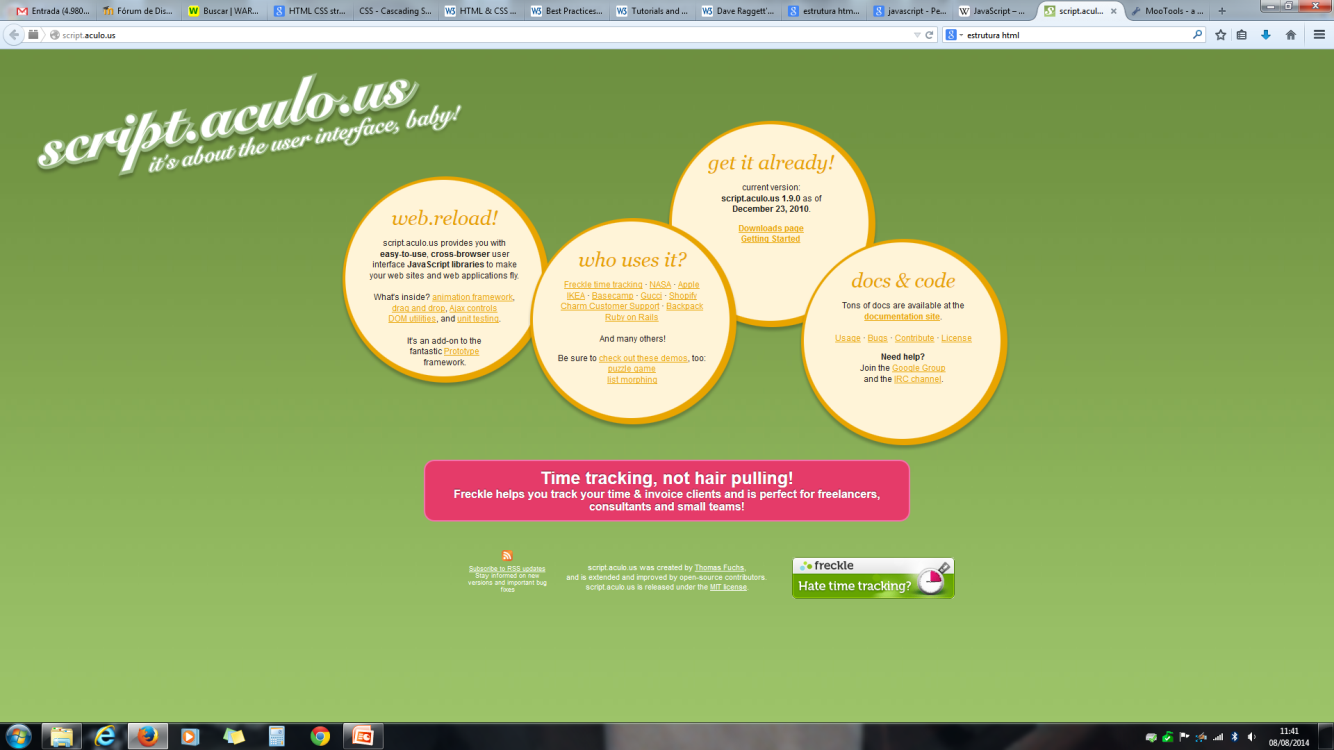 Entrada (4.980...
Fórum de Dis...
Buscar | WAR...
HTML CSS str...
CSS - Cascading S...
HTML & CSS ...
Best Practices...
Tutorials and ...
Dave Raggett'...
estrutura htm...
javascript - Pe...
JavaScript – ...
script.acul...
MooTools - a ...
script.aculo.us
estrutura html
script.aculo.us
it's about the user interface, baby!
web.reload!
script.aculo.us provides you with
easy-to-use, cross-browser user
interface JavaScript libraries to make
your web sites and web applications fly.
What's inside? animation framework,
drag and drop, Ajax controls
DOM utilities, and unit testing.
It's an add-on to the
fantastic Prototype
framework.
who uses it?
Freckle time tracking · NASA · Apple
IKEA · Basecamp · Gucci · Shopify
Charm Customer Support · Backpack
Ruby on Rails
And many others!
Be sure to check out these demos, too:
puzzle game
list morphing
get it already!
current version:
script.aculo.us 1.9.0 as of
December 23, 2010.
Downloads page
Getting Started
docs & code
Tons of docs are available at the
documentation site.
Usage · Bugs · Contribute · License
Need help?
Join the Google Group
and the IRC channel.
Time tracking, not hair pulling!
Freckle helps you track your time & invoice clients and is perfect for freelancers,
consultants and small teams!
Subscribe to RSS updates
Stay informed on new
versions and important bug
fixes
script.aculo.us was created by Thomas Fuchs,
and is extended and improved by open-source contributors.
script.aculo.us is released under the MIT license.
freckle
Hate time tracking?
11:41
08/08/2014